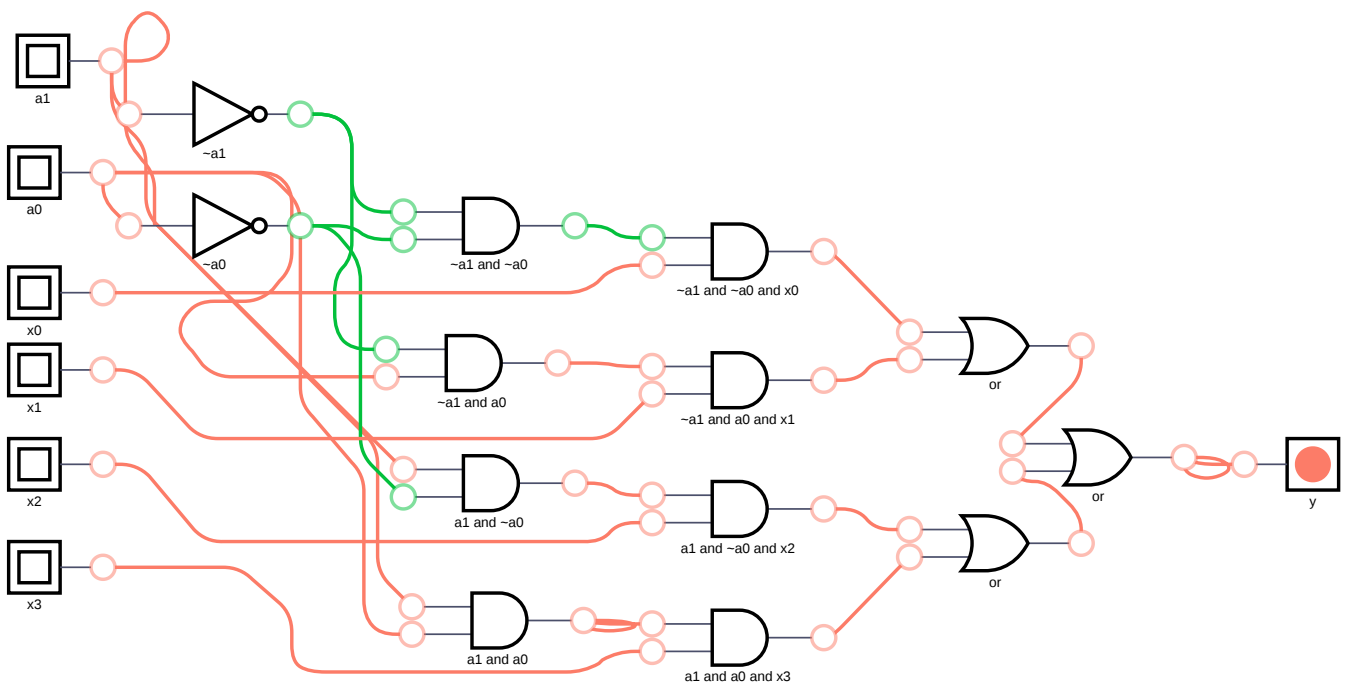 a1
~a1
a0
~a0
~a1 and ~a0
x0
~a1 and ~a0 and x0
x1
or
~a1 and a0
~a1 and a0 and x1
x2
or
y
a1 and ~a0
a1 and ~a0 and x2
or
x3
a1 and a0
a1 and a0 and x3